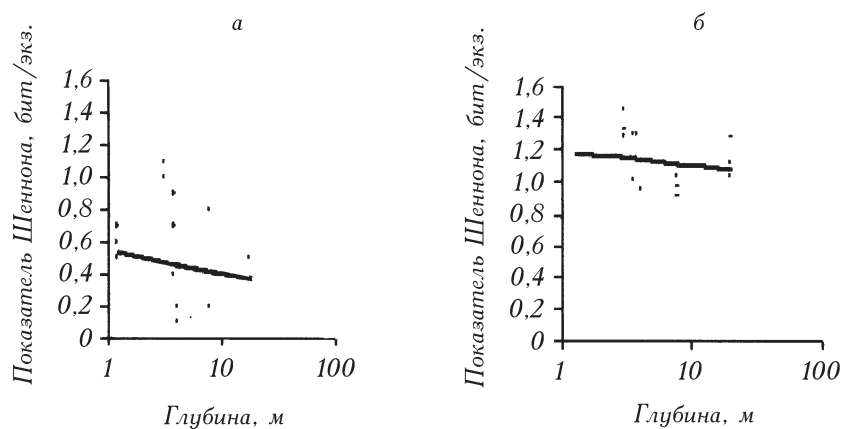 а
Показатель Шеннона, бит/экз.
1,6
1,4
1,2
1,0
0,8
0,6
0,4
0,2
0
1 10 100
Глубина, м
б
Показатель Шеннона, бит/экз.
1,6
1,4
1,2
1,0
0,8
0,6
0,4
0,2
0
1 10 100
Глубина, м